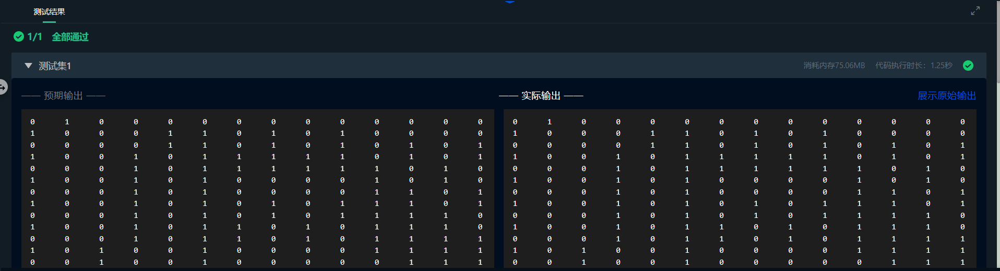 测试结果
1/1 全部通过
测试集1 消耗内存75.06MB 代码执行时长：1.25秒
—— 预期输出 —— —— 实际输出 —— 展示原始输出
0 1 0 0 0 0 0 0 0 0 0 0 0 0 0 1 0 0 0 0 0 0 0 0 0 0 0 0
1 0 0 0 1 1 0 1 0 1 0 0 0 0 1 0 0 0 1 1 0 1 0 1 0 0 0 0
0 0 0 0 1 1 0 1 0 1 0 1 0 1 0 0 0 0 1 1 0 1 0 1 0 1 0 1
1 0 0 1 0 1 1 1 1 1 0 1 0 1 1 0 0 1 0 1 1 1 1 1 0 1 0 1
0 0 0 1 0 1 1 1 1 1 1 0 1 0 0 0 0 1 0 1 1 1 1 1 1 0 1 0
1 0 0 1 0 1 0 0 0 0 1 0 1 0 1 0 0 1 0 1 0 0 0 0 1 0 1 0
0 0 0 1 0 1 0 0 0 0 1 1 0 1 0 0 0 1 0 1 0 0 0 0 1 1 0 1
1 0 0 1 0 1 0 1 0 1 1 1 0 1 1 0 0 1 0 1 0 1 0 1 1 1 0 1
0 0 0 1 0 1 0 1 0 1 1 1 1 0 0 0 0 1 0 1 0 1 0 1 1 1 1 0
1 0 0 1 0 1 1 0 1 0 1 1 1 0 1 0 0 1 0 1 1 0 1 0 1 1 1 0
0 0 0 1 0 1 1 0 1 0 1 1 1 1 0 0 0 1 0 1 1 0 1 0 1 1 1 1
1 0 1 0 0 1 0 0 0 0 1 1 1 1 1 0 1 0 0 1 0 0 0 0 1 1 1 1
0 0 1 0 0 1 0 0 0 0 0 1 1 1 0 0 1 0 0 1 0 0 0 0 0 1 1 1